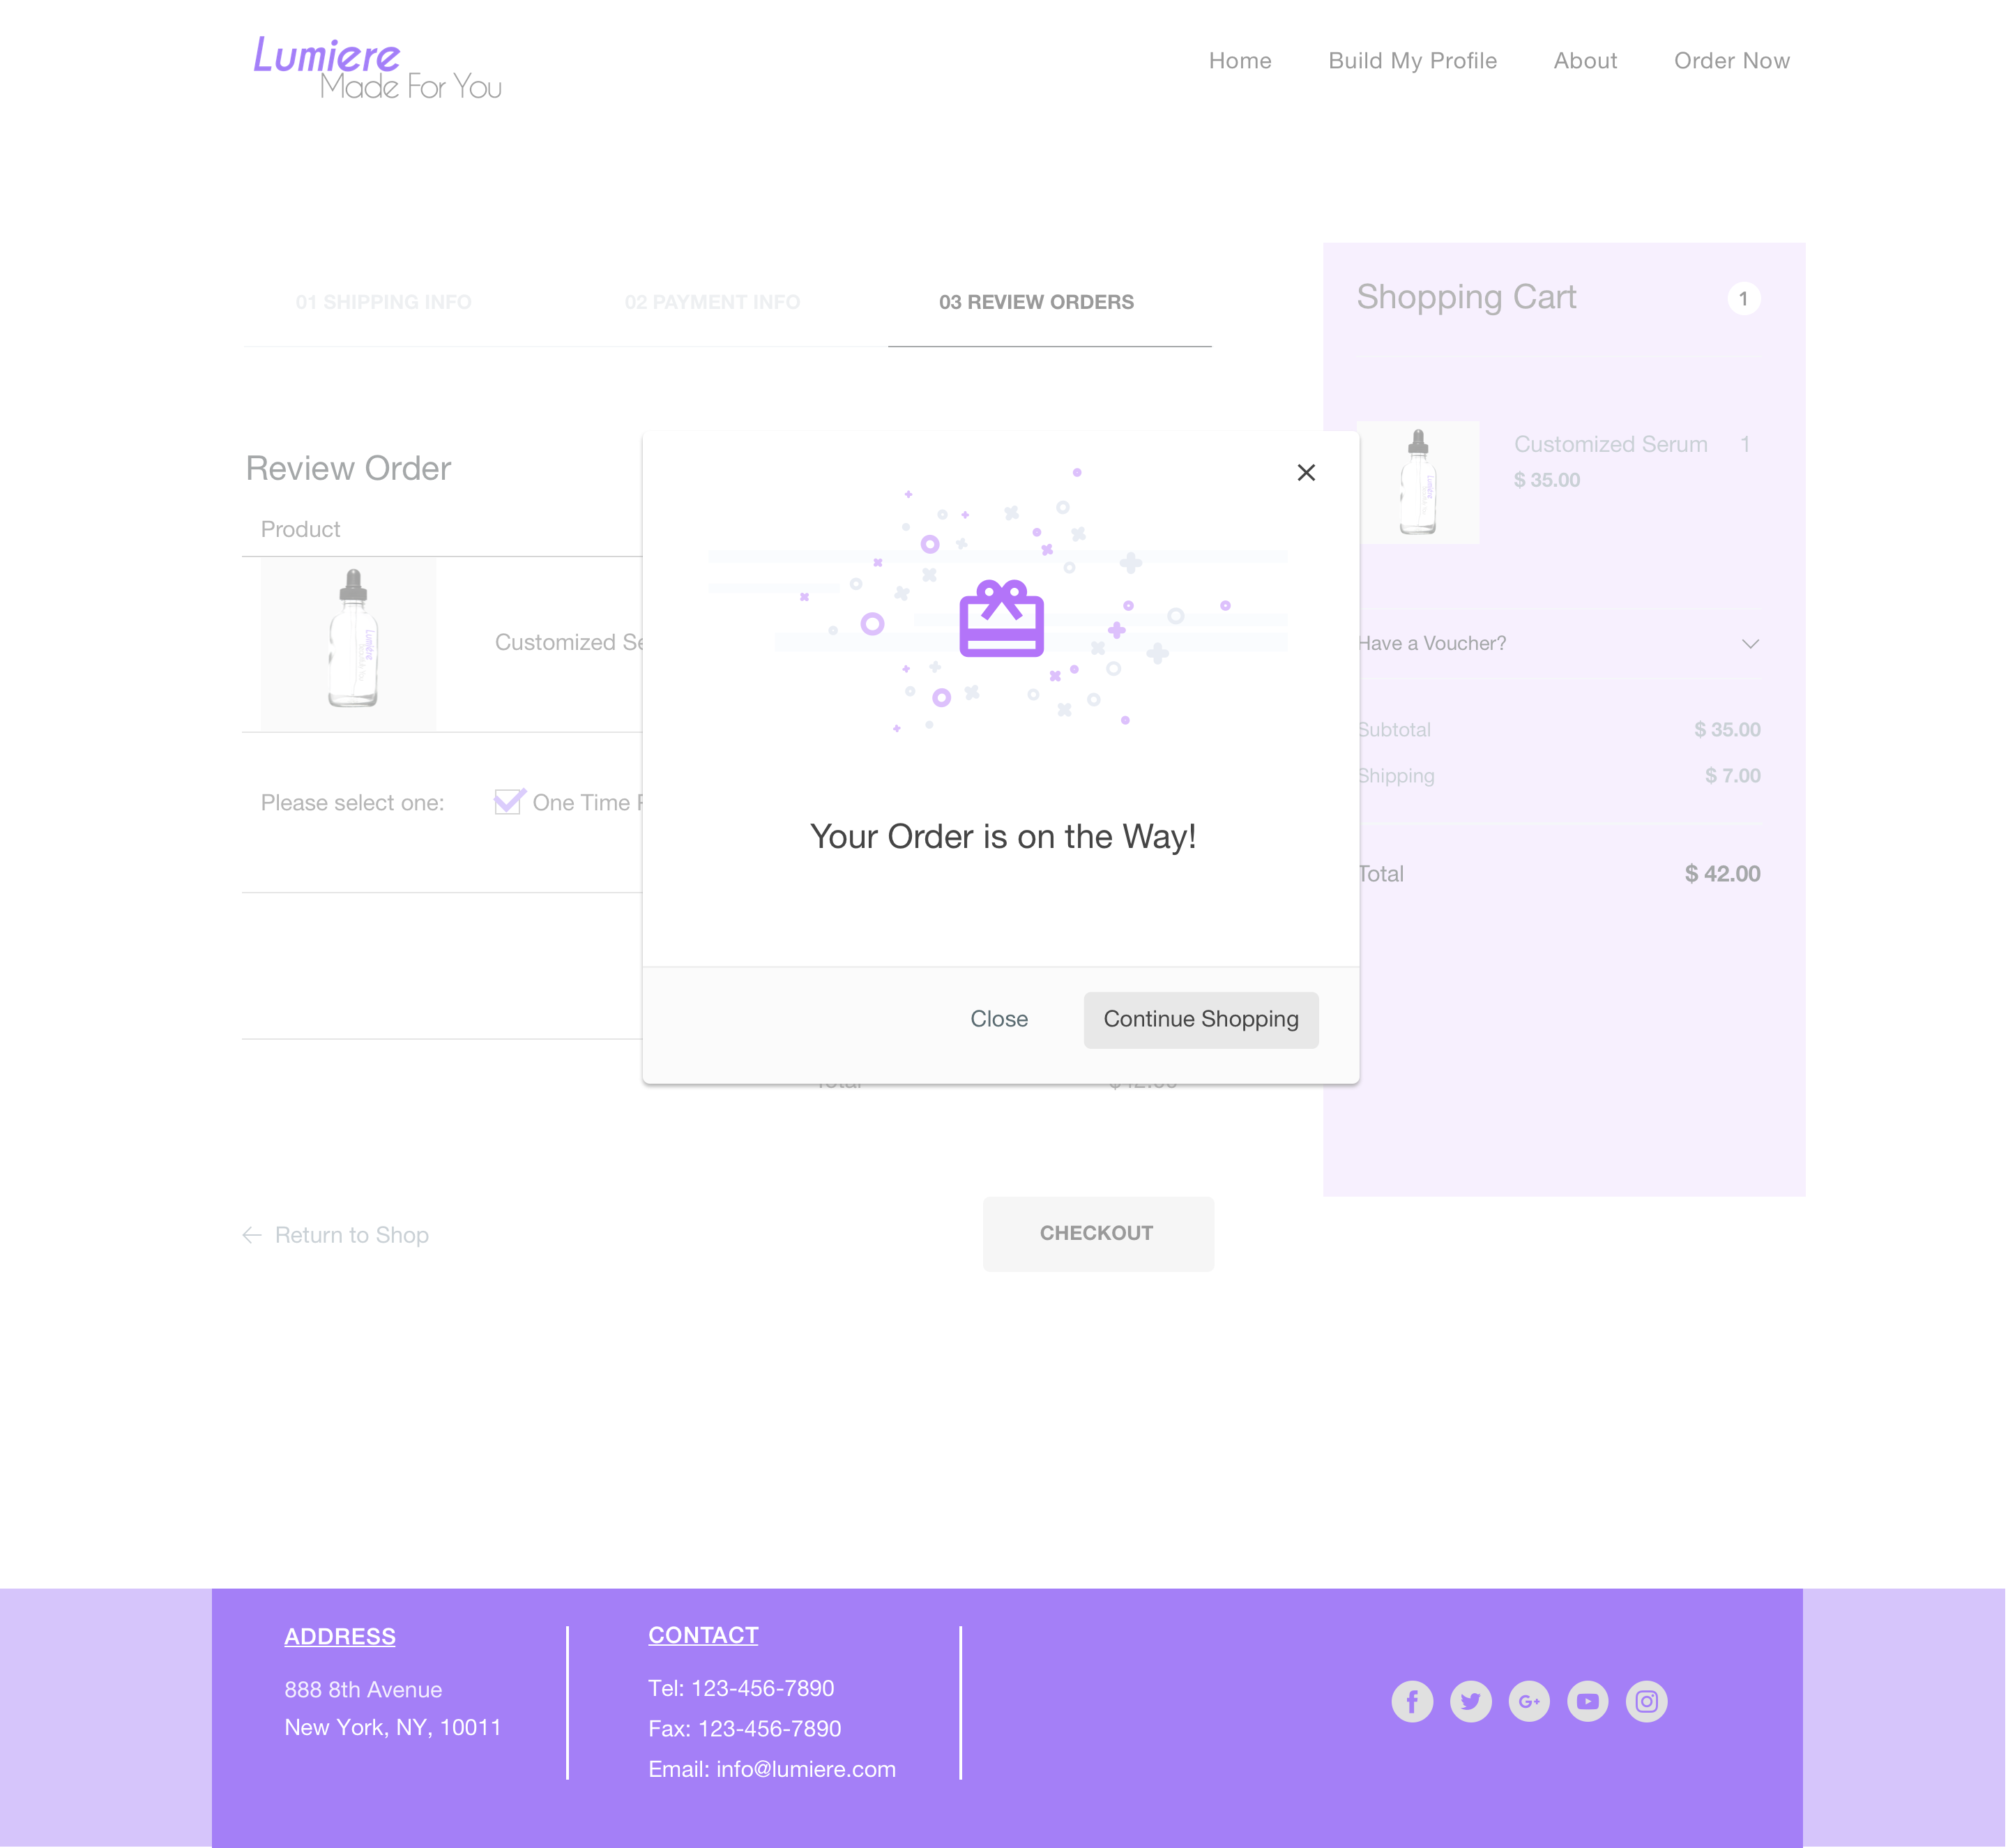 Lumiere
Made For You
Home Build My Profile About Order Now
01 SHIPPING INFO 02 PAYMENT INFO 03 REVIEW ORDERS
Shopping Cart 1
Review Order
Product
Customized Se
Please select one: One Time
Customized Serum 1
$ 35.00
Have a Voucher?
Subtotal $ 35.00
Shipping $ 7.00
Total $ 42.00
Your Order is on the Way!
Close Continue Shopping
Total $42.00
Return to Shop CHECKOUT
ADDRESS
888 8th Avenue
New York, NY, 10011
CONTACT
Tel: 123-456-7890
Fax: 123-456-7890
Email: info@lumiere.com